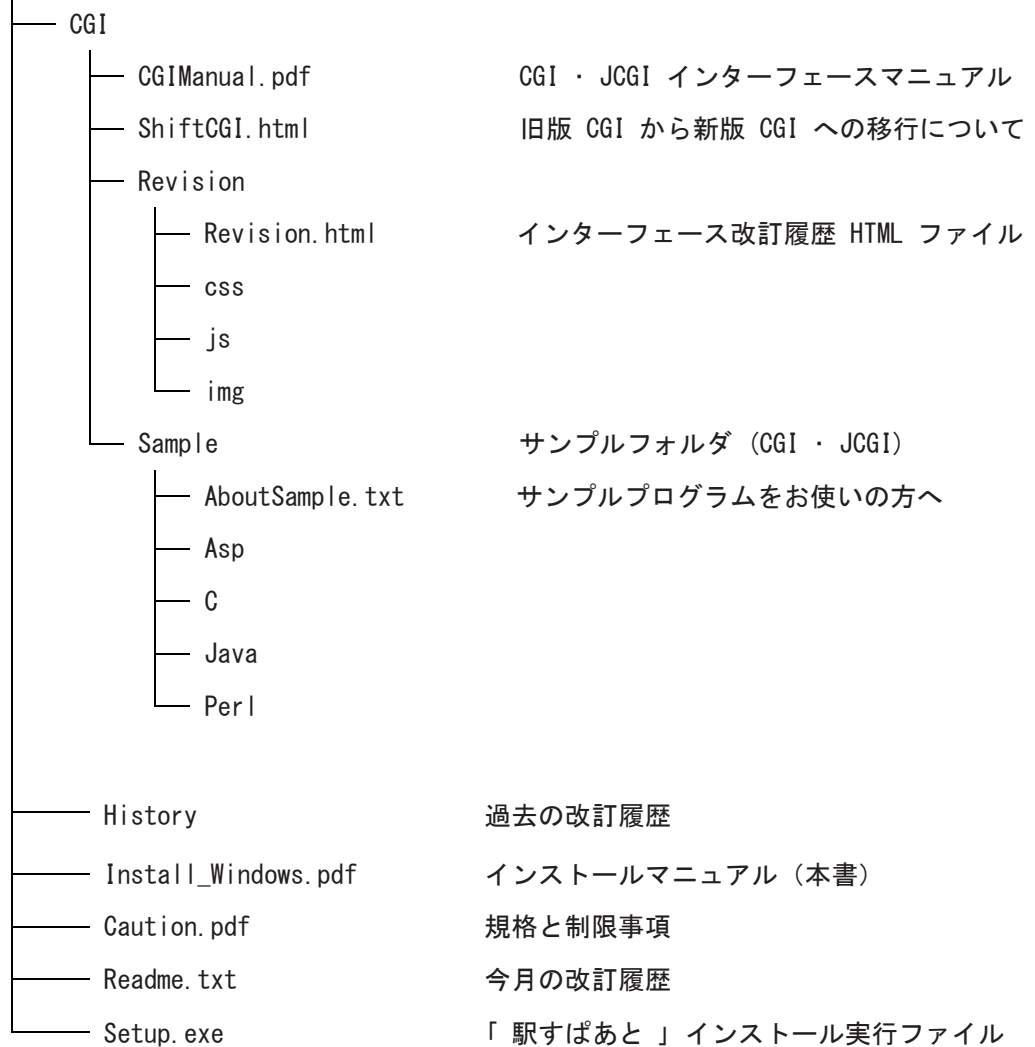 CGI
CGIManual.pdf CGI ・ JCGI インターフェースマニュアル
ShiftCGI.html 旧版 CGI から新版 CGI への移行について
Revision
Revision.html インターフェース改訂履歴 HTML ファイル
css
js
img
Sample サンプルフォルダ (CGI ・ JCGI)
AboutSample.txt サンプルプログラムをお使いの方へ
Asp
C
Java
Perl
History 過去の改訂履歴
Install_Windows.pdf インストールマニュアル（本書）
Caution.pdf 規格と制限事項
Readme.txt 今月の改訂履歴
Setup.exe 「 駅すぱあと 」インストール実行ファイル